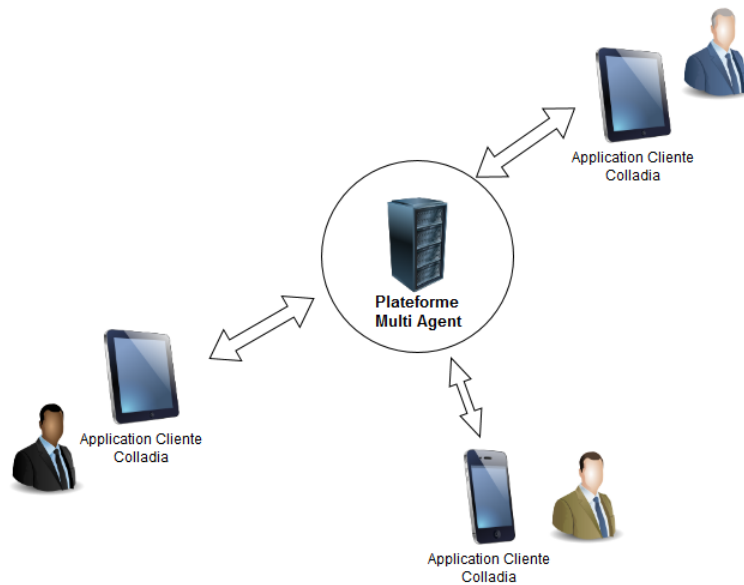 Application Cliente
Colladia
Plateforme
Multi Agent
Application Cliente
Colladia
Application Cliente
Colladia